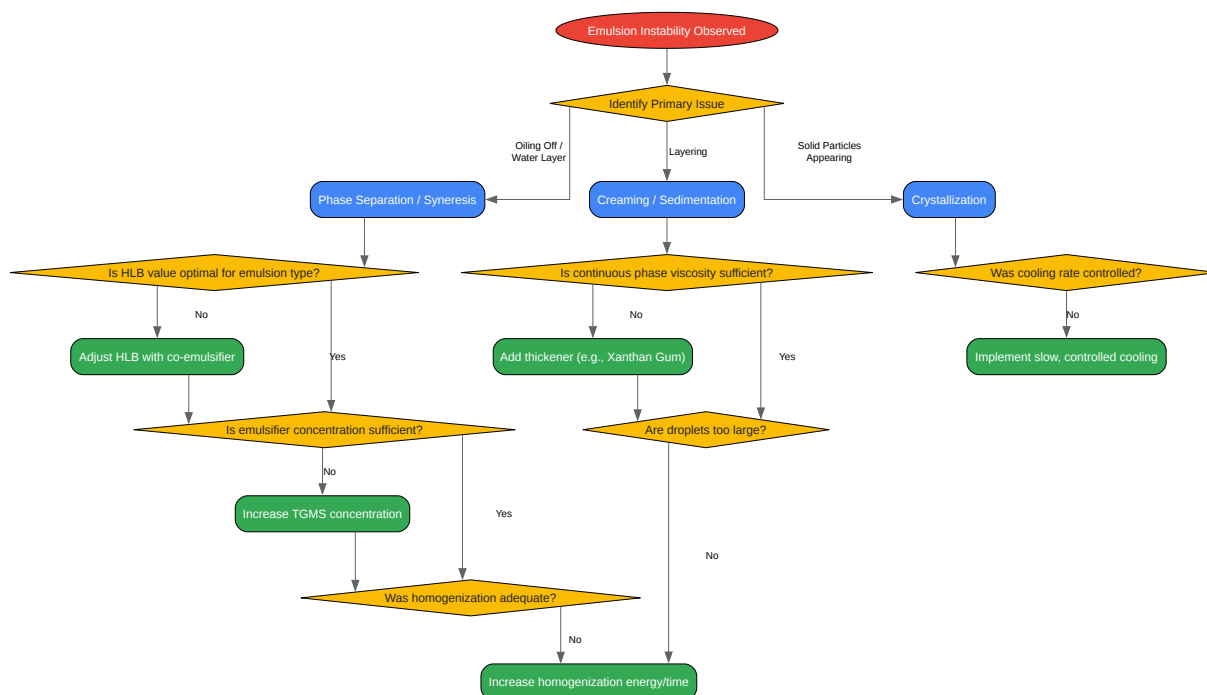 Emulsion Instability Observed
Identify Primary Issue
Oiling Off /
Water Layer
Layering
Solid Particles
Appearing
Phase Separation / Syneresis
Creaming / Sedimentation
Crystallization
Is HLB value optimal for emulsion type?
Is continuous phase viscosity sufficient?
Was cooling rate controlled?
No
No
No
Adjust HLB with co-emulsifier
Yes
Add thickener (e.g., Xanthan Gum)
Yes
Implement slow, controlled cooling
Is emulsifier concentration sufficient?
Are droplets too large?
No
Increase TGMS concentration
Yes
No
Was homogenization adequate?
No
Increase homogenization energy/time